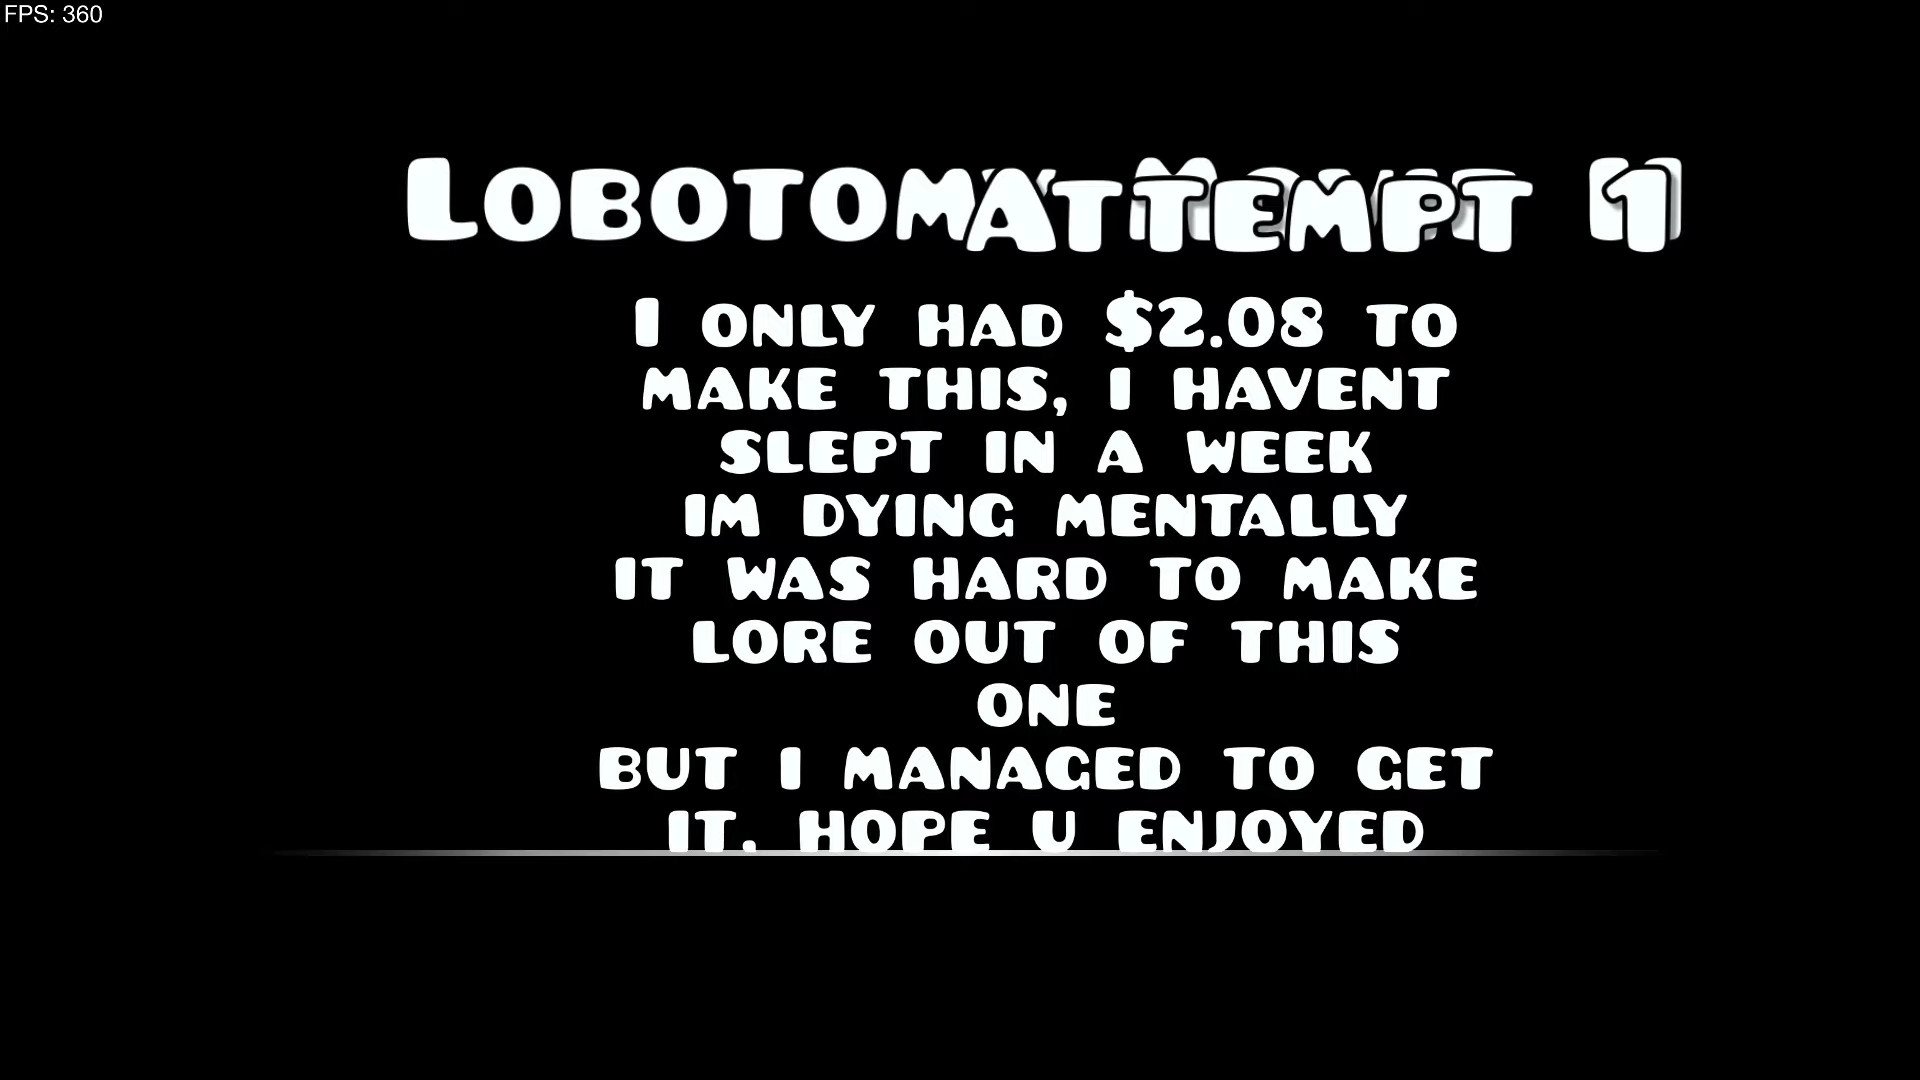 FPS: 360
Lobotomy
Attempt 1
I only had $2.08 to
make this, i havent
slept in a week
im dying mentally
it was hard to make
lore out of this
one
but i managed to get
it. hope u enjoyed